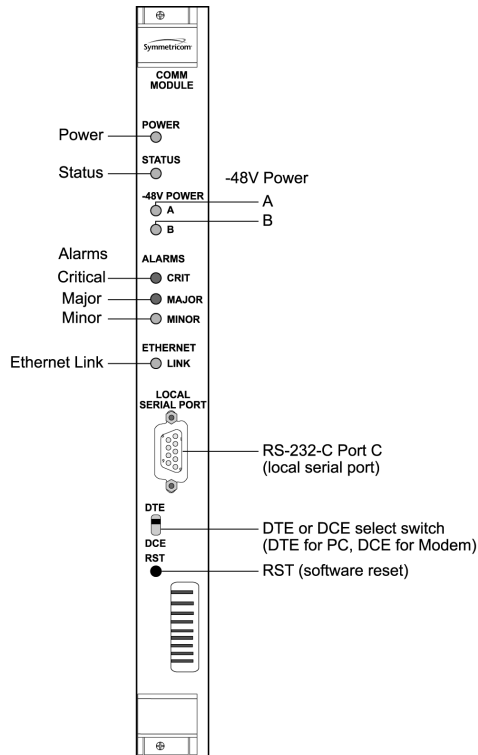 Symmetricom
COMM
MODULE
POWER
Power
STATUS
Status
-48V Power
-48V POWER
A
A
B
B
Alarms
ALARMS
Critical
CRIT
Major
MAJOR
Minor
MINOR
ETHERNET
Ethernet Link
LINK
LOCAL
SERIAL PORT
RS-232-C Port C
(local serial port)
DTE
DTE or DCE select switch
(DTE for PC, DCE for Modem)
DCE
RST
RST (software reset)